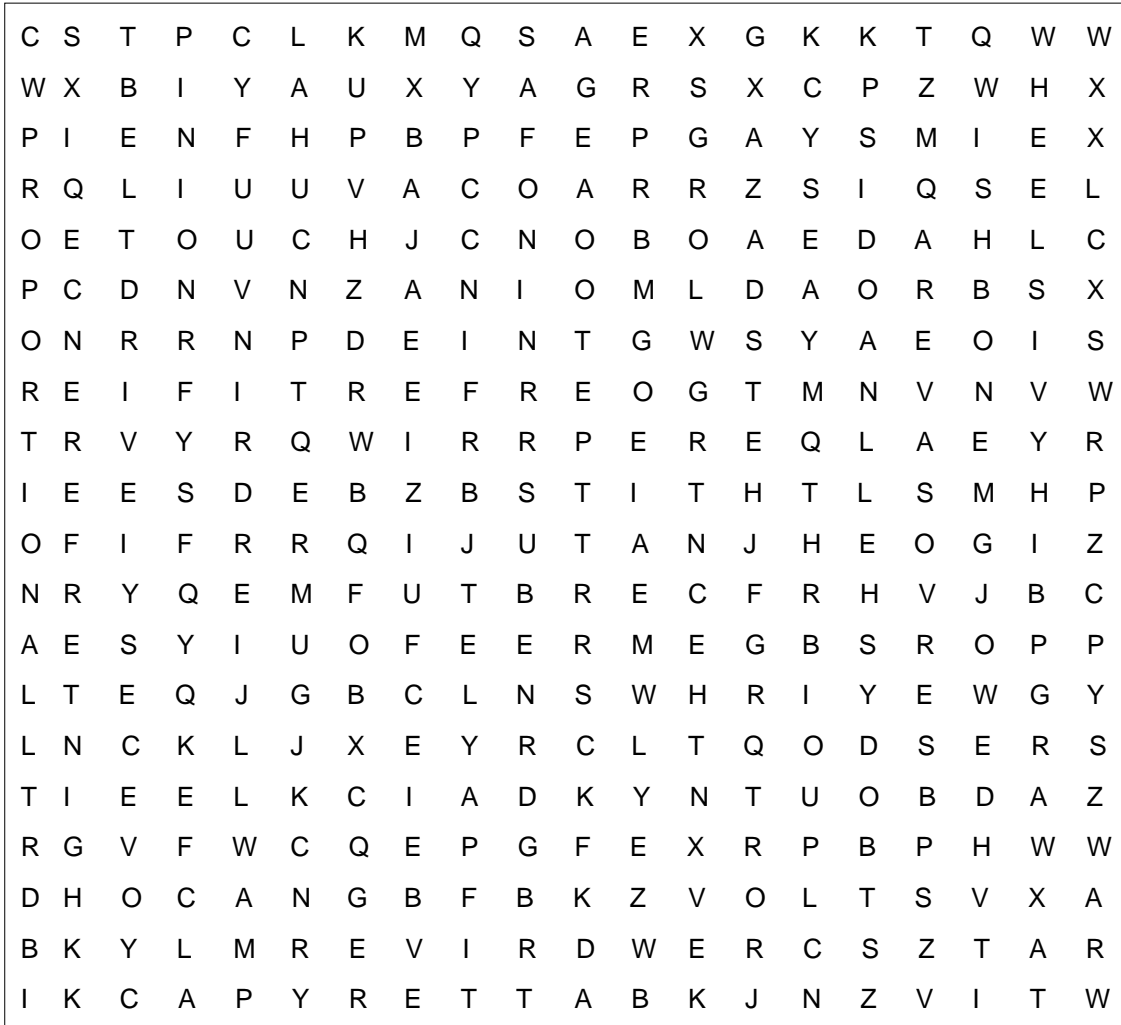 C S T P C L K M Q S A E X G K K T Q W W
W X B I Y A U X Y A G R S X C P Z W H X
P I E N F H P B P F E P G A Y S M I E X
R Q L I U U V A C O A R R Z S I Q S E L
O E T O U C H J C N O B O A E D A H L C
P C D N V N Z A N I O M L D A O R B S X
O N R R N P D E I N T G W S Y A E O I S
R E I F I T R E F R E O G T M N V N V W
T R V Y R Q W I R R P E R E Q L A E Y R
I E E S D E B Z B S T I T H T L S M H P
O F I F R R Q I J U T A N J H E O G I Z
N R Y Q E M F U T B R E C F R H V J B C
A E S Y I U O F E E R M E G B S R O P P
L T E Q J G B C L N S W H R I Y E W G Y
L N C K L J X E Y R C L T Q O D S E R S
T I E E L K C I A D K Y N T U O B D A Z
R G V F W C Q E P G F E X R P B P H W W
D H O C A N G B F B K Z V O L T S V X A
B K Y L M R E V I R D W E R C S Z T A R
I K C A P Y R E T T A B K J N Z V I T W